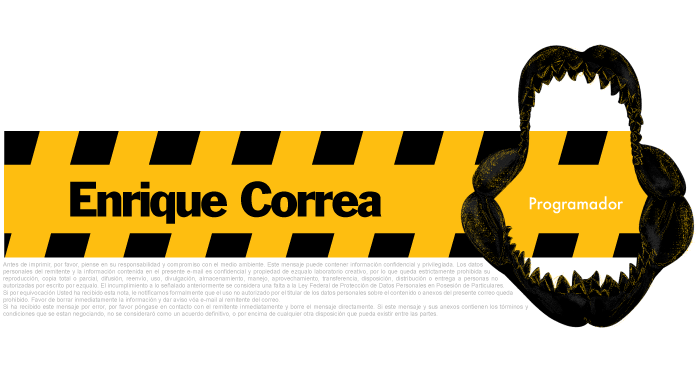 Enrique Correa
Programador
Antes de imprimir, por favor, piense en su responsabilidad y compromiso con el medio ambiente. Este mensaje puede contener información confidencial y privilegiada. Los datos
personales del remitente y la información contenida en el presente e-mail es confidencial y propiedad de ezquajo laboratorio creativo, por lo que queda estrictamente prohibida su
reproducción, copia total o parcial, difusión, reenvío, uso, divulgación, almacenamiento, manejo, aprovechamiento, transferencia, disposición, distribución o entrega a personas no
autorizadas por escrito por ezquajo. El incumplimiento a lo señalado anteriormente se considera una falta a la Ley Federal de Protección de Datos Personales en Posesión de Particulares.
Si por equivocación Usted ha recibido esta nota, le notificamos formalmente que el uso no autorizado por el titular de los datos personales sobre el contenido o anexos del presente correo queda
prohibido. Favor de borrar inmediatamente la información y dar aviso vía e-mail al remitente del correo.
Si ha recibido este mensaje por error, por favor póngase en contacto con el remitente inmediatamente y borre el mensaje directamente. Si este mensaje y sus anexos contienen los términos y
condiciones que se estan negociando, no se considerará como un acuerdo definitivo, o por encima de cualquier otra disposición que pueda existir entre las partes.